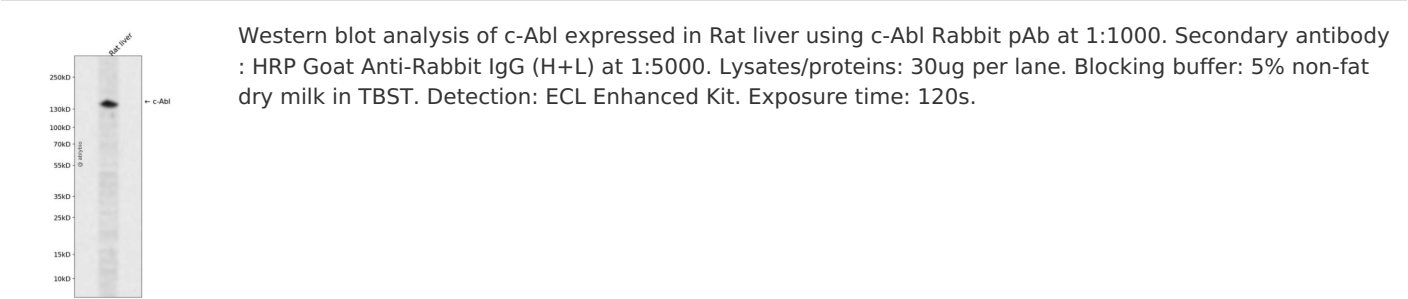 Rat liver
Western blot analysis of c-Abl expressed in Rat liver using c-Abl Rabbit pAb at 1:1000. Secondary antibody
: HRP Goat Anti-Rabbit IgG (H+L) at 1:5000. Lysates/proteins: 30ug per lane. Blocking buffer: 5% non-fat
dry milk in TBST. Detection: ECL Enhanced Kit. Exposure time: 120s.
250kD
130kD
← c-Abl
100kD
70kD
55kD
35kD
25kD
15kD
10kD